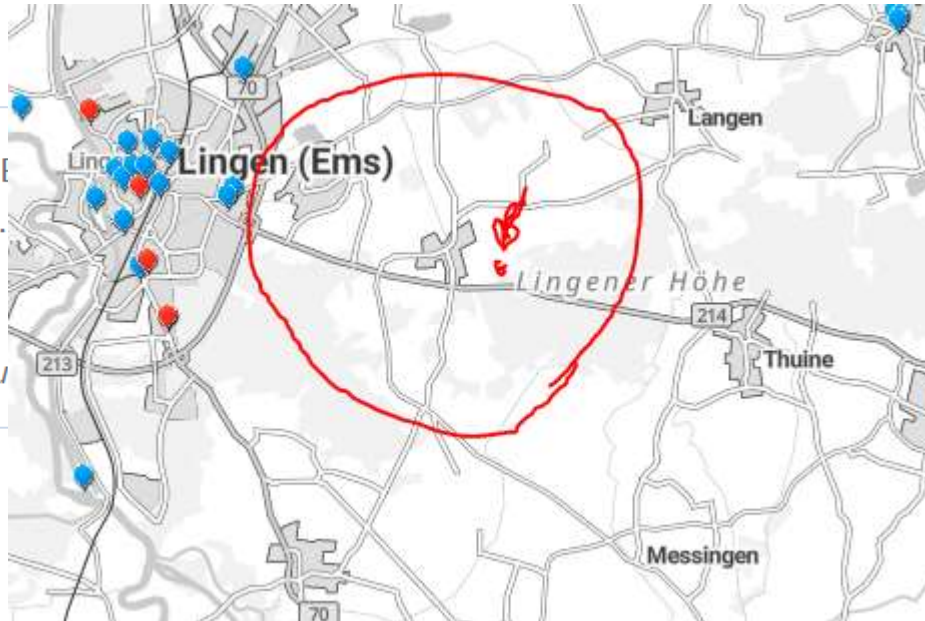 70
Langen
Lingen (Ems)
Lingener Höhe
214
213
Thuine
Messingen
70